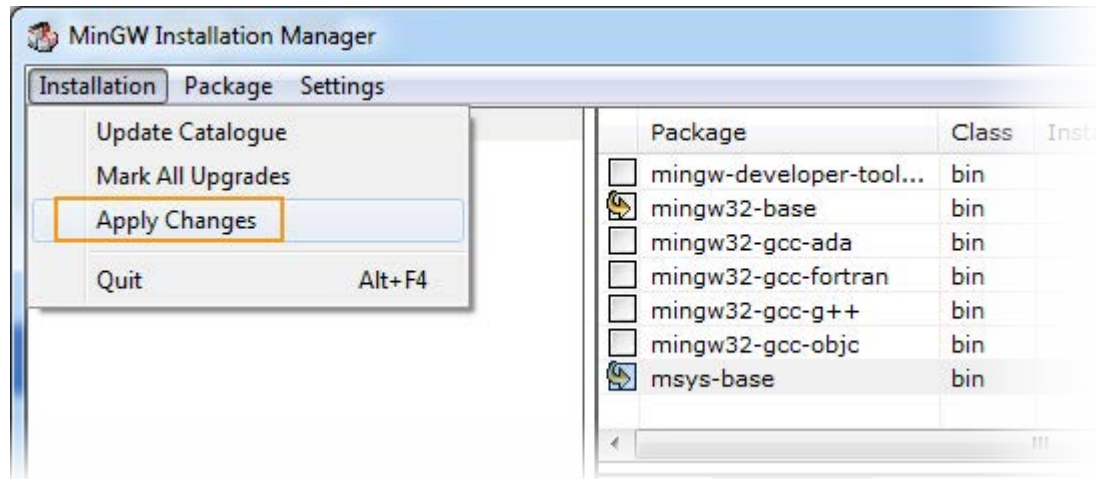 MinGW Installation Manager
Installation Package Settings
Update Catalogue
Mark All Upgrades
Apply Changes
Quit Alt+F4
Package Class Inst
mingw-developer-tool... bin
mingw32-base bin
mingw32-gcc-ada bin
mingw32-gcc-fortran bin
mingw32-gcc-g++ bin
mingw32-gcc-objc bin
msys-base bin